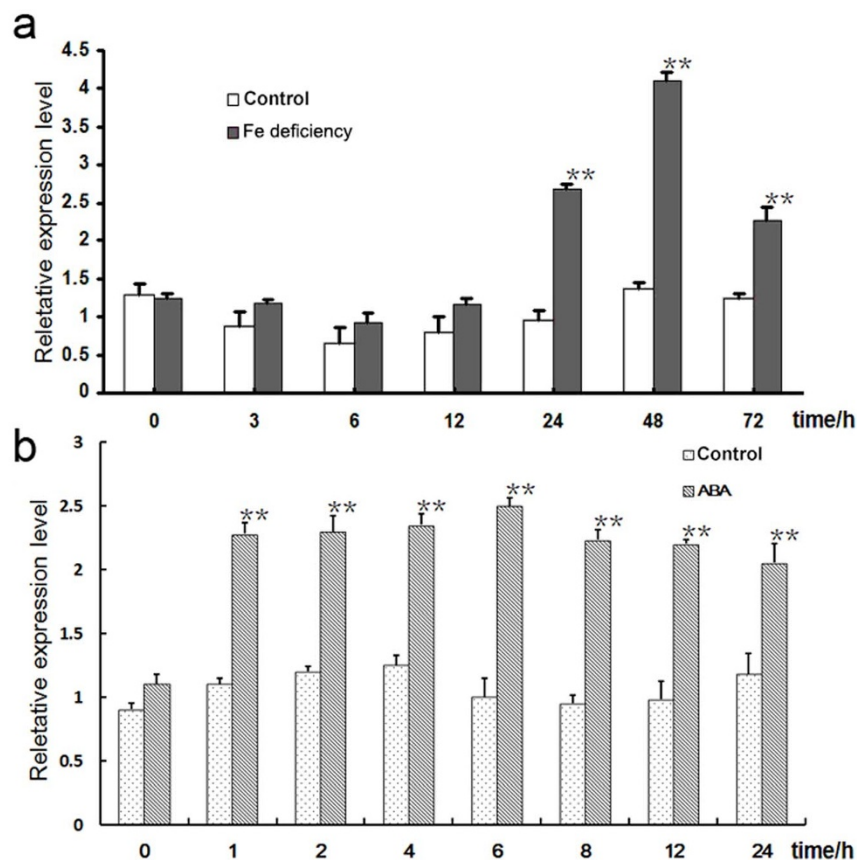 a
Reletative expression level
4.5
4
3.5
3
2.5
2
1.5
1
0.5
0
Control
Fe deficiency
**
**
**
0 3 6 12 24 48 72 time/h
b
Reletative expression level
3
2.5
2
1.5
1
0.5
0
Control
ABA
** ** ** ** ** ** **
0 1 2 4 6 8 12 24 time/h